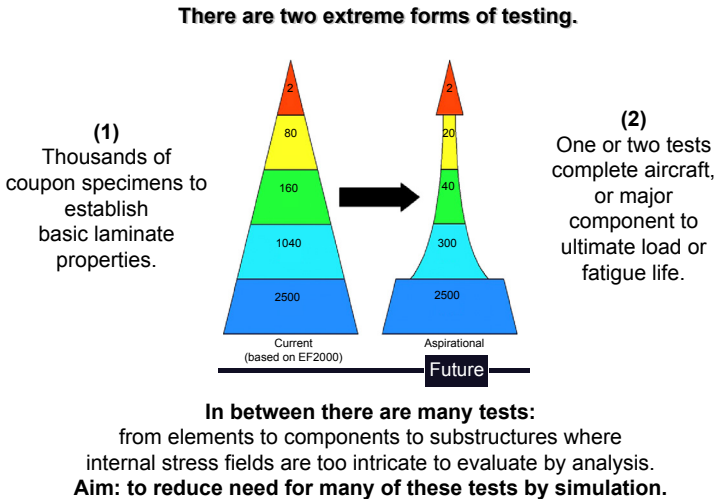 There are two extreme forms of testing.
(1)
Thousands of
coupon specimens to
establish
basic laminate
properties.
2
80
160
1040
2500
Current
(based on EF2000)
2
20
40
300
2500
Aspirational
Future
(2)
One or two tests
complete aircraft,
or major
component to
ultimate load or
fatigue life.
In between there are many tests:
from elements to components to substructures where
internal stress fields are too intricate to evaluate by analysis.
Aim: to reduce need for many of these tests by simulation.